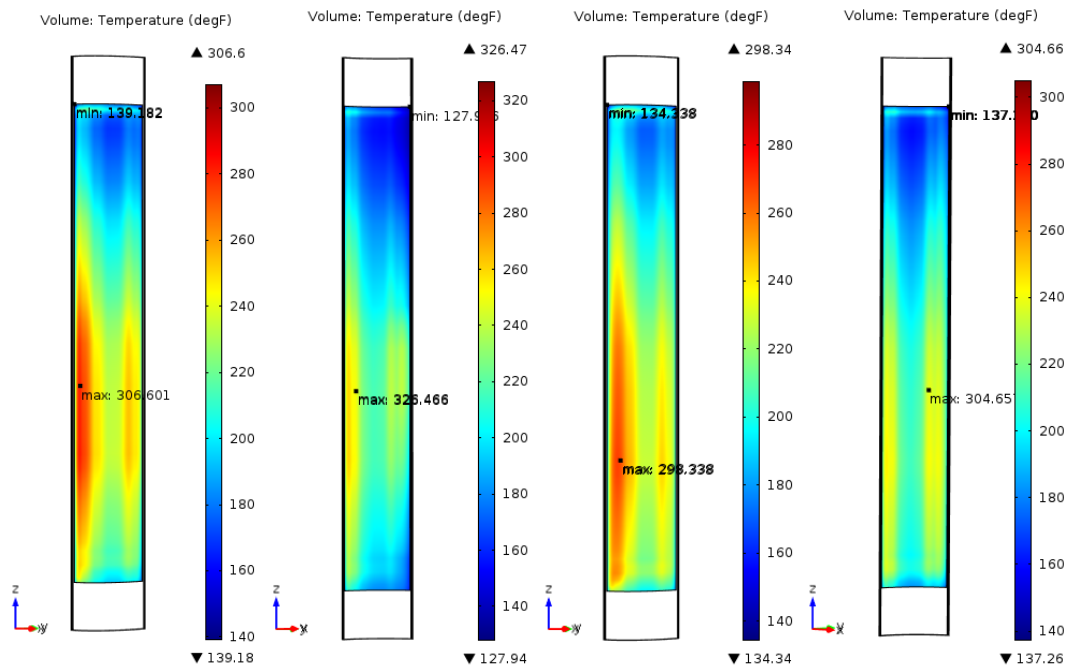 Volume: Temperature (degF)
▲ 306.6
min: 139.182
300
280
260
240
220
200
180
160
140
max: 306.601
z
y
▼ 139.18
Volume: Temperature (degF)
▲ 326.47
320
300
280
260
240
220
200
180
160
140
max: 326.466
z
x
▼ 127.94
Volume: Temperature (degF)
▲ 298.34
min: 134.338
280
260
240
220
200
180
160
140
max: 298.338
z
x
▼ 134.34
Volume: Temperature (degF)
▲ 304.66
300
280
260
240
220
200
180
160
140
max: 304.657
z
x
▼ 137.26